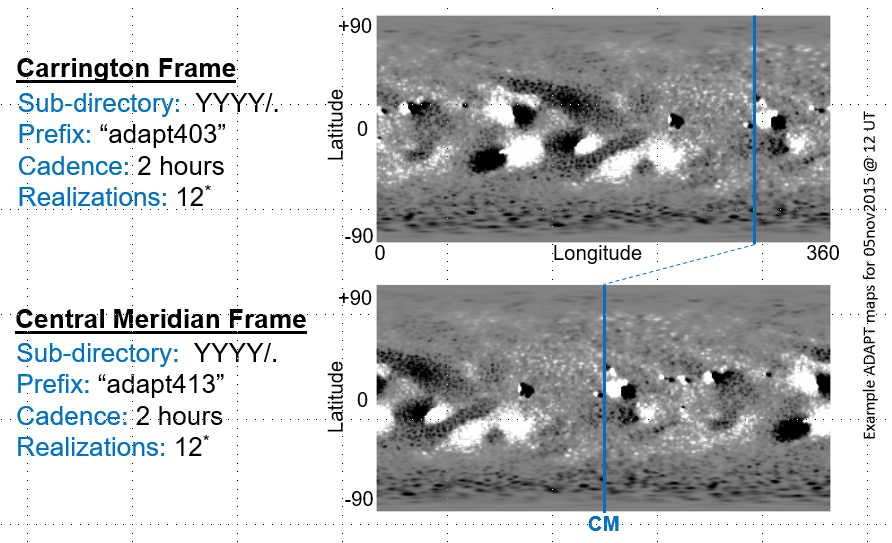 Carrington Frame
Sub-directory: YYYY/.
Prefix: “adapt403”
Cadence: 2 hours
Realizations: 12*
+90
Latitude
0
-90
0
Longitude
360
Central Meridian Frame
Sub-directory: YYYY/.
Prefix: “adapt413”
Cadence: 2 hours
Realizations: 12*
+90
Latitude
0
-90
CM
Example ADAPT maps for 05nov2015 @ 12 UT